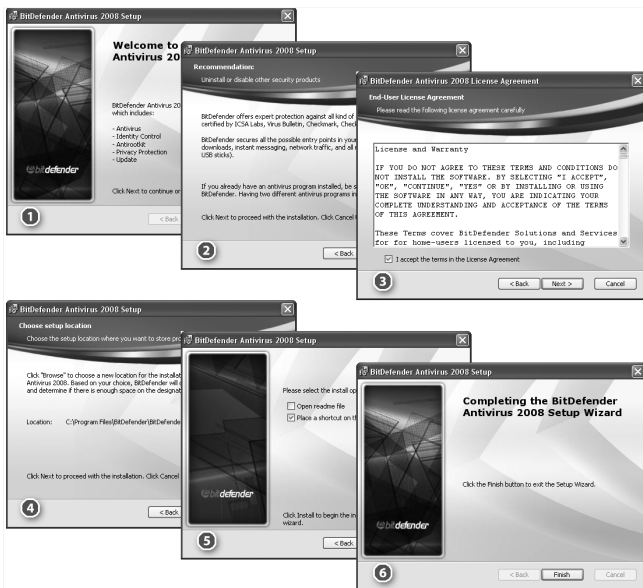 BitDefender Antivirus 2008 Setup
Welcome to
Antivirus 20
BitDefender Antivirus 20
which includes:
- Antivirus
- Identity Control
- Antirootkit
- Privacy Protection
- Update
bitdefender
Click Next to continue or
< Back
1
BitDefender Antivirus 2008 Setup
Recommendation:
Uninstall or disable other security products
BitDefender offers expert protection against all kind of
certified by ICSA Labs, Virus Bulletin, Checkmark, Chec
BitDefender secures all the possible entry points in your
downloads, instant messaging, network traffic, and all
USB sticks).
If you already have an antivirus program installed, be s
BitDefender. Having two different antivirus programs in
Click Next to proceed with the installation. Click Cancel
< Back
2
BitDefender Antivirus 2008 License Agreement
End-User License Agreement
Please read the following license agreement carefully
License and Warranty
IF YOU DO NOT AGREE TO THESE TERMS AND CONDITIONS DO
NOT INSTALL THE SOFTWARE. BY SELECTING "I ACCEPT",
"OK", "CONTINUE", "YES" OR BY INSTALLING OR USING
THE SOFTWARE IN ANY WAY, YOU ARE INDICATING YOUR
COMPLETE UNDERSTANDING AND ACCEPTANCE OF THE TERMS
OF THIS AGREEMENT.
These Terms cover BitDefender Solutions and Services
for for home-users licensed to you, including
I accept the terms in the License Agreement
3
< Back
Next >
Cancel
BitDefender Antivirus 2008 Setup
Choose setup location
Choose the setup location where you want to store pro
Click "Browse" to choose a new location for the installat
Antivirus 2008. Based on your choice, BitDefender will
and determine if there is enough space on the designat
Location: C:\Program Files\BitDefender\BitDefende
Click Next to proceed with the installation. Click Cancel
< Back
4
BitDefender Antivirus 2008 Setup
Please select the install op
Open readme file
Place a shortcut on th
bitdefender
Click Install to begin the in
wizard.
< Back
5
BitDefender Antivirus 2008 Setup
Completing the BitDefender
Antivirus 2008 Setup Wizard
Click the Finish button to exit the Setup Wizard.
bitdefender
6
< Back
Finish
Cancel